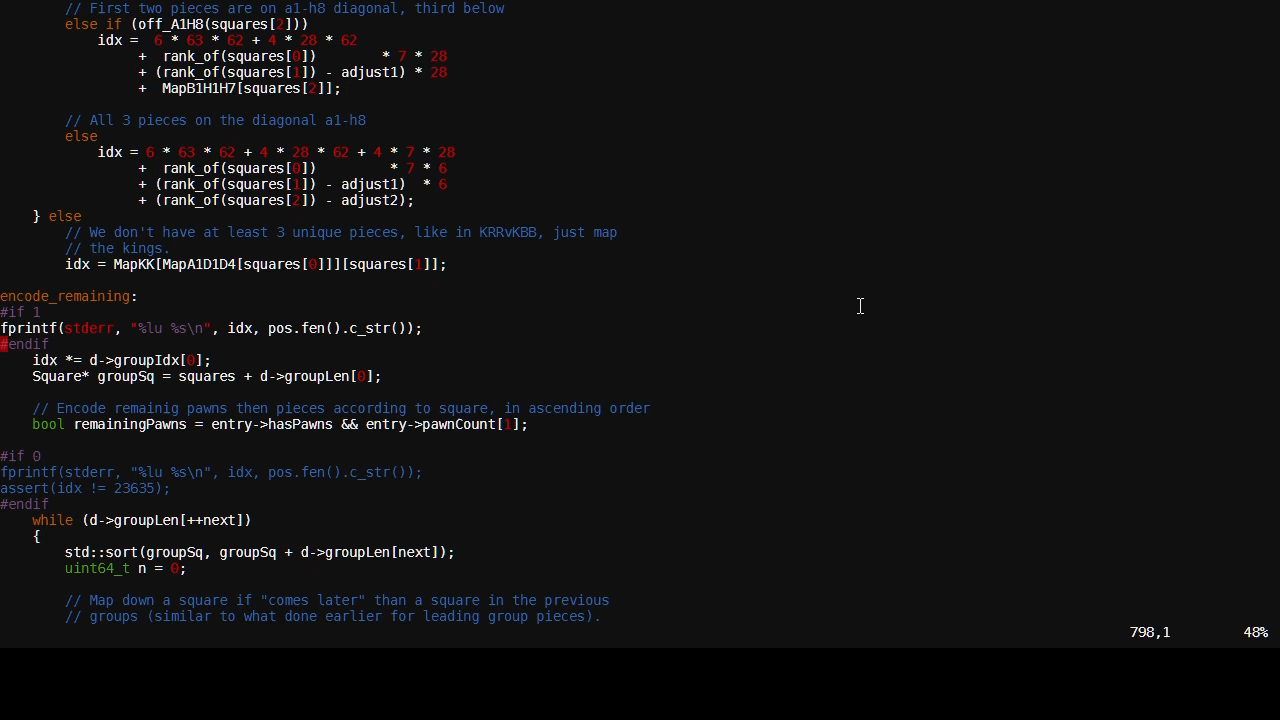 // First two pieces are on a1-h8 diagonal, third below
else if (off_A1H8(squares[2]))
idx =  6 * 63 * 62 + 4 * 28 * 62
+  rank_of(squares[0])        * 7 * 28
+ (rank_of(squares[1]) - adjust1) * 28
+  MapB1H1H7[squares[2]];
// All 3 pieces on the diagonal a1-h8
else
idx = 6 * 63 * 62 + 4 * 28 * 62 + 4 * 7 * 28
+  rank_of(squares[0])         * 7 * 6
+ (rank_of(squares[1]) - adjust1)  * 6
+ (rank_of(squares[2]) - adjust2);
} else
// We don't have at least 3 unique pieces, like in KRRvKBB, just map
// the kings.
idx = MapKK[MapA1D1D4[squares[0]]][squares[1]];
encode_remaining:
#if 1
fprintf(stderr, "%lu %s\n", idx, pos.fen().c_str());
#endif
idx *= d->groupIdx[0];
Square* groupSq = squares + d->groupLen[0];
// Encode remainig pawns then pieces according to square, in ascending order
bool remainingPawns = entry->hasPawns && entry->pawnCount[1];
#if 0
fprintf(stderr, "%lu %s\n", idx, pos.fen().c_str());
assert(idx != 23635);
#endif
while (d->groupLen[++next])
{
std::sort(groupSq, groupSq + d->groupLen[next]);
uint64_t n = 0;
// Map down a square if "comes later" than a square in the previous
// groups (similar to what done earlier for leading group pieces).
798,1         48%